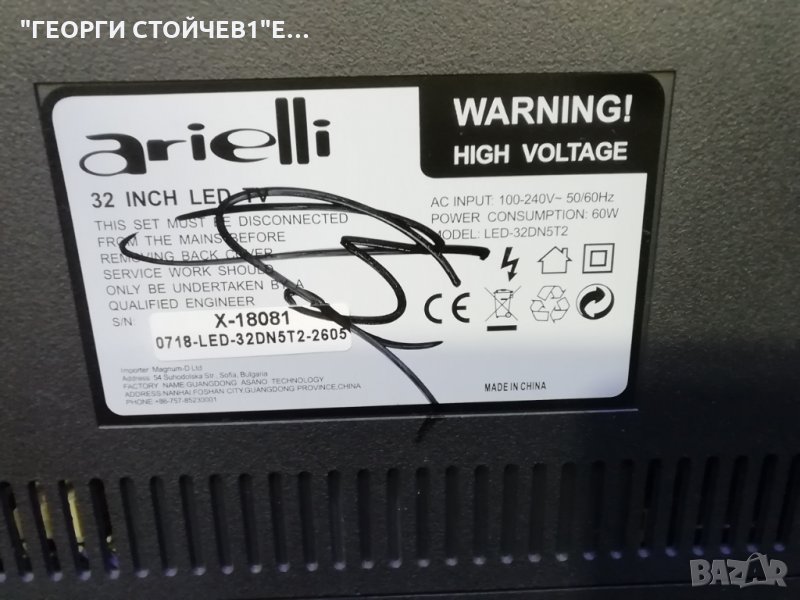 "ГЕОРГИ СТОЙЧЕВ1"Е...
arielli
WARNING!
HIGH VOLTAGE
32 INCH LED TV
THIS SET MUST BE DISCONNECTED
FROM THE MAINS BEFORE
REMOVING BACK COVER
SERVICE WORK SHOULD
ONLY BE UNDERTAKEN BY A
QUALIFIED ENGINEER
S/N:
X-18081
0718-LED-32DN5T2-2605
AC INPUT: 100-240V~ 50/60Hz
POWER CONSUMPTION: 60W
MODEL: LED-32DN5T2
CE
Importer Magnum-D Ltd
Address: 54 Suhodolska Str., Sofia, Bulgaria
FACTORY NAME:GUANGDONG ASANO TECHNOLOGY
ADDRESS:NANHAI FOSHAN CITY,GUANGDONG PROVINCE,CHINA
PHONE:+86-757-85230001
MADE IN CHINA
BAZAR